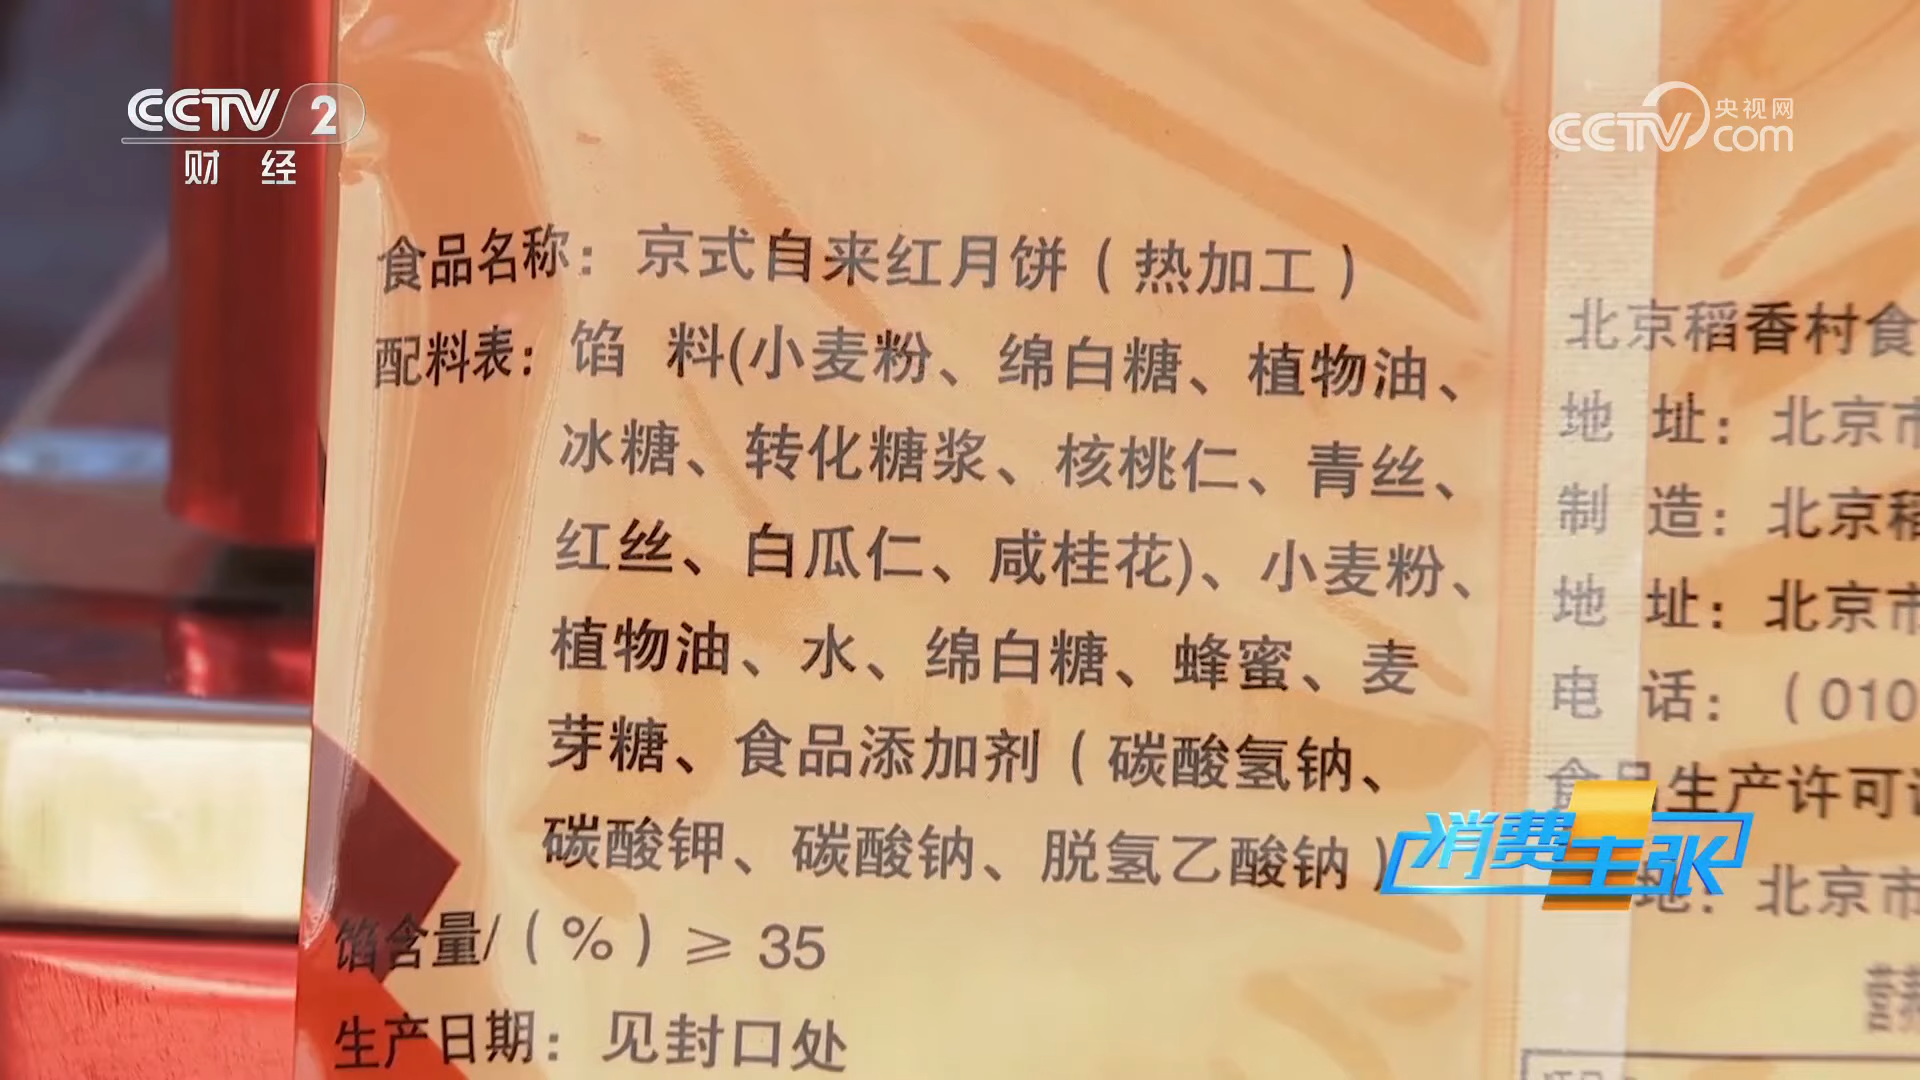 CCTV 2
财经
央视网
CCTV.com
食品名称：京式自来红月饼（热加工）
配料表：馅 料(小麦粉、绵白糖、植物油、
冰糖、转化糖浆、核桃仁、青丝、
红丝、白瓜仁、咸桂花)、小麦粉、
植物油、水、绵白糖、蜂蜜、麦
芽糖、食品添加剂（碳酸氢钠、
碳酸钾、碳酸钠、脱氢乙酸钠）
馅含量/（%）≥35
生产日期：见封口处
北京稻香村食
地 址：北京市
制 造：北京稻
地 址：北京市
电 话：（010
食品生产许可
地：北京市
消费主张